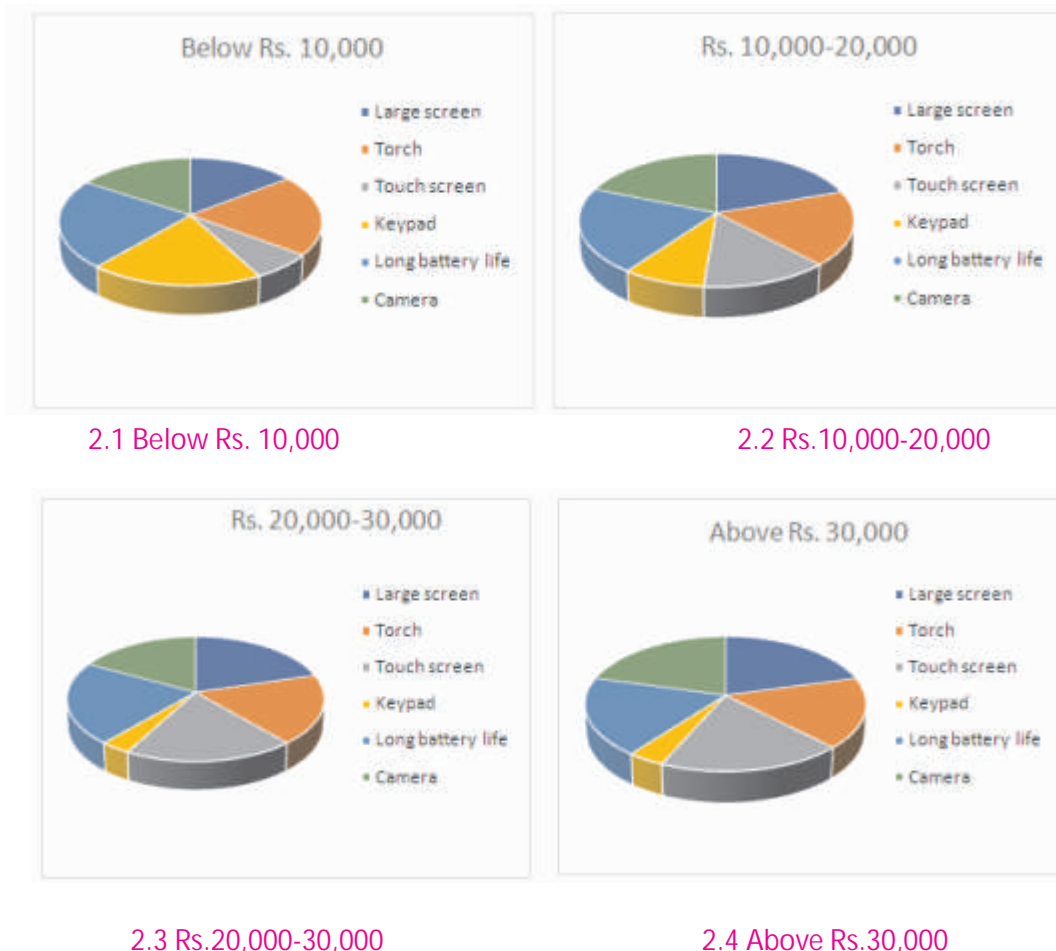 Below Rs. 10,000
Large screen
Torch
Touch screen
Keypad
Long battery life
Camera
2.1 Below Rs. 10,000
Rs. 10,000-20,000
Large screen
Torch
Touch screen
Keypad
Long battery life
Camera
2.2 Rs.10,000-20,000
Rs. 20,000-30,000
Large screen
Torch
Touch screen
Keypad
Long battery life
Camera
2.3 Rs.20,000-30,000
Above Rs. 30,000
Large screen
Torch
Touch screen
Keypad
Long battery life
Camera
2.4 Above Rs.30,000